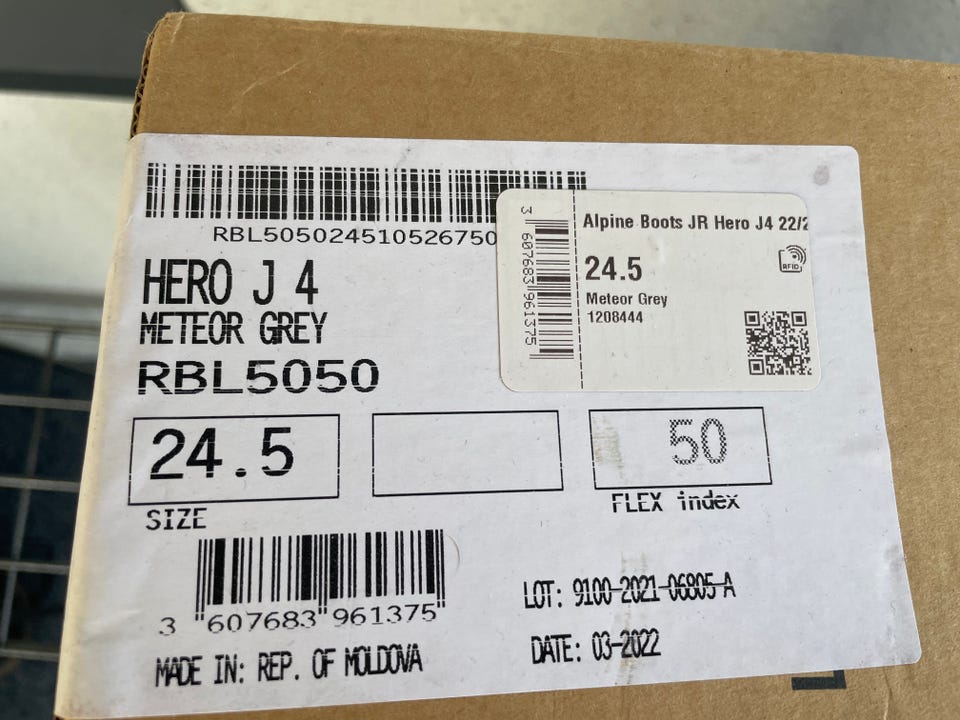 RBL505024510526750
HERO J 4
METEOR GREY
RBL5050
24.5
SIZE
50
FLEX index
3 607683 961375
MADE IN: REP. OF MOLDOVA
LOT: 9100-2021-06805-A
DATE: 03-2022
3 607683 961375
Alpine Boots JR Hero J4 22/2
24.5
Meteor Grey
1208444
RFID